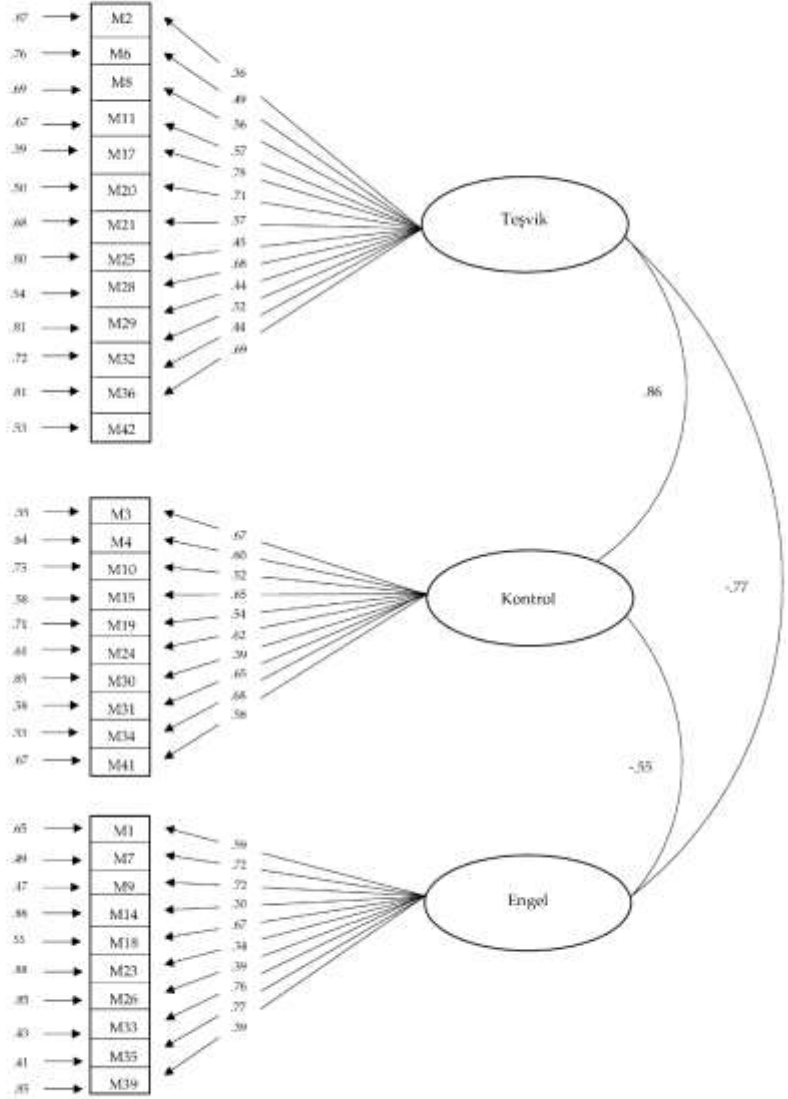 .87 M2 .36
.76 M6 .49
.69 M8 .56
.67 M11 .57
.39 M17 .78
.50 M20 .71
.68 M21 .57
.80 M25 .45
.54 M28 .68
.81 M29 .44
.72 M32 .52
.81 M36 .44
.53 M42 .69
Teşvik
.86
.55 M3 .67
.64 M4 .60
.73 M10 .52
.58 M15 .65
.71 M19 .54
.61 M24 .62
.85 M30 .39
.58 M31 .65
.53 M34 .68
.67 M41 .58
Kontrol
-.77
-.55
.65 M1 .59
.49 M7 .72
.47 M9 .72
M14 .30
.55 M18 .67
.88 M23 .34
.85 M26 .39
.43 M33 .76
.41 M35 .77
.85 M39 .39
Engel